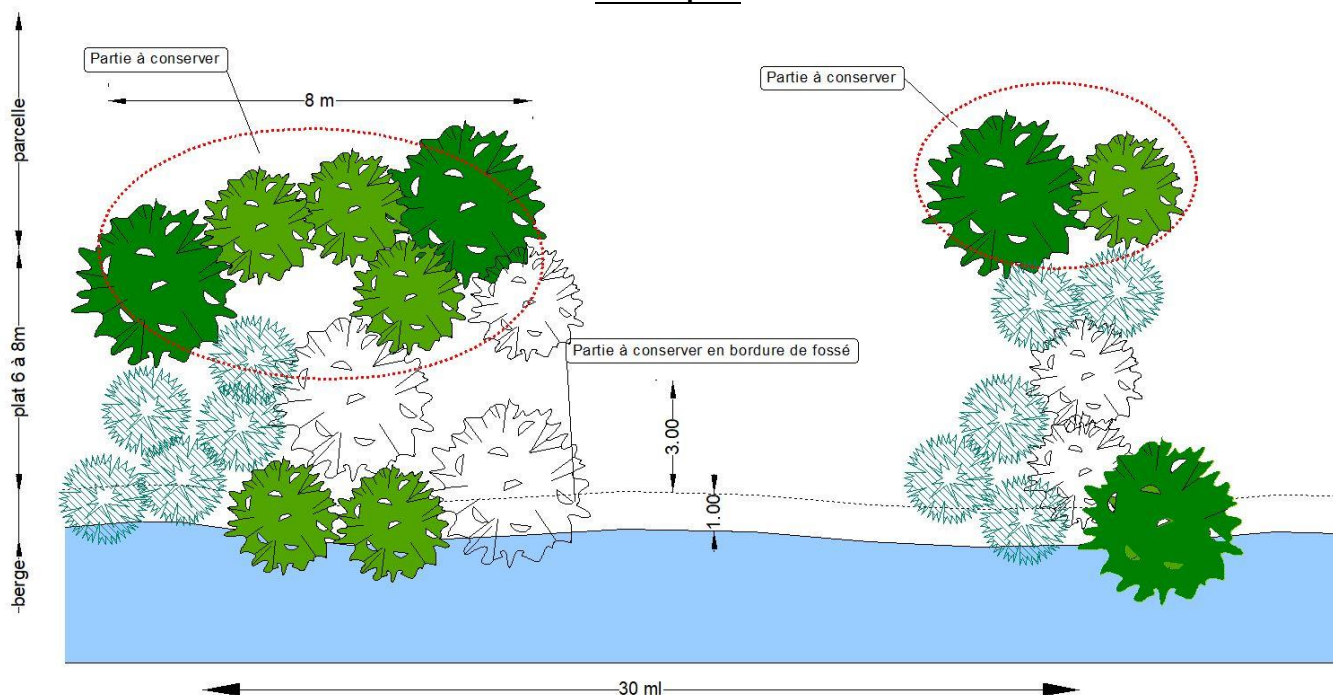 Partie à conserver
8 m
Partie à conserver
parcelle
plat 6 à 8m
berge
Partie à conserver en bordure de fossé
3.00
1.00
30 ml